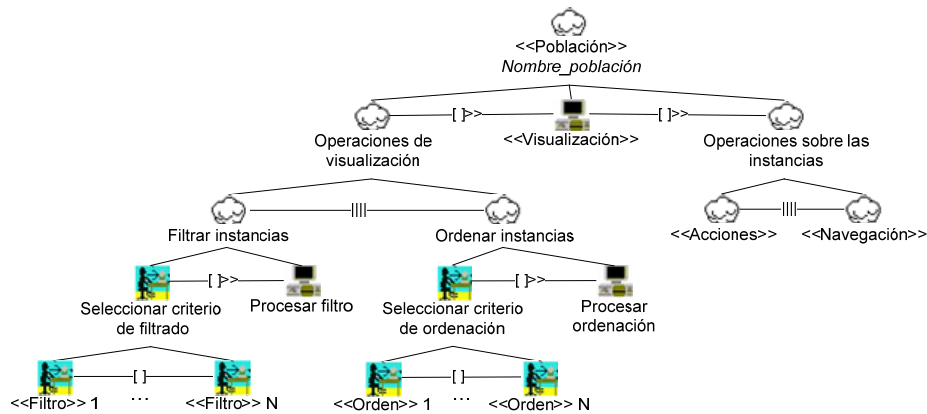 <<Población>>
Nombre_población
[ ]>>
[ ]>>
Operaciones de
visualización
<<Visualización>>
Operaciones sobre las
instancias
||||
||||
Filtrar instancias
Ordenar instancias
<<Acciones>>
<<Navegación>>
[ ]>>
[ ]>>
Seleccionar criterio
de filtrado
Procesar filtro
Seleccionar criterio
de ordenación
Procesar
ordenación
[ ]
[ ]
<<Filtro>> 1
...
<<Filtro>> N
<<Orden>> 1
...
<<Orden>> N